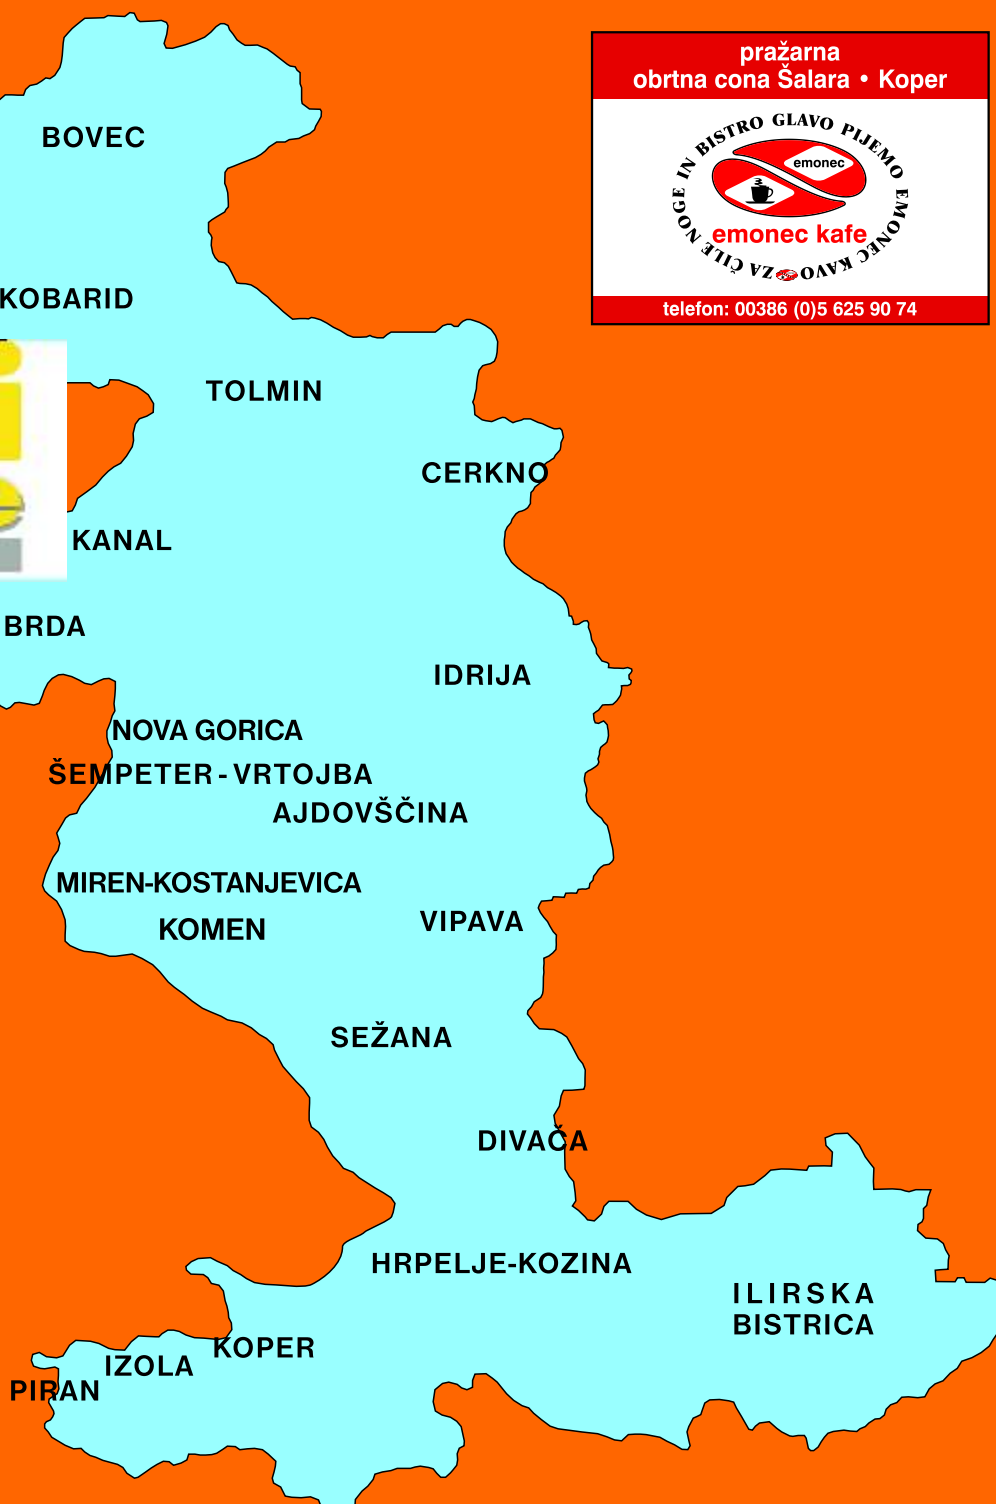 pražarna
obrtna cona Šalara • Koper
IN BISTRO GLAVO PIJEMO EMONEC KAVO ZA ČILE NOGE
emonec
emonec kafe
telefon: 00386 (0)5 625 90 74
BOVEC
KOBARID
TOLMIN
CERKNO
KANAL
BRDA
IDRIJA
NOVA GORICA
ŠEMPETER - VRTOJBA
AJDOVŠČINA
MIREN-KOSTANJEVICA
VIPAVA
KOMEN
SEŽANA
DIVAČA
HRPELJE-KOZINA
ILIRSKA
BISTRICA
KOPER
IZOLA
PIRAN